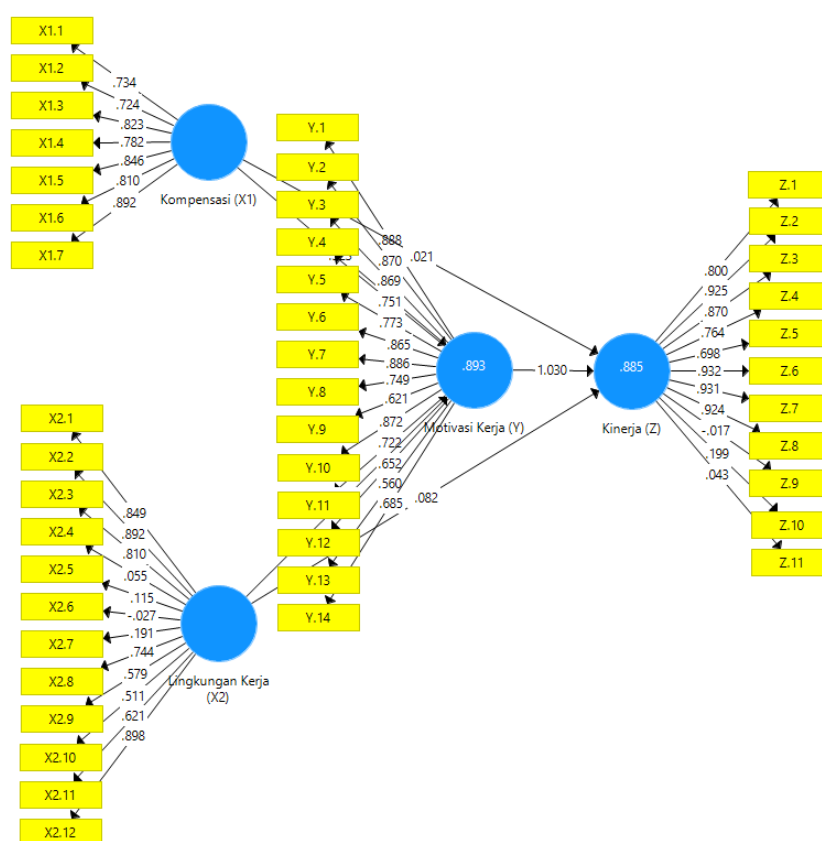 X1.1
X1.2
X1.3
X1.4
X1.5
X1.6
X1.7
.734
.724
.823
.782
.846
.810
.892
Kompensasi (X1)
X2.1
X2.2
X2.3
X2.4
X2.5
X2.6
X2.7
X2.8
X2.9
X2.10
X2.11
X2.12
.849
.892
.810
.055
.115
-.027
.191
.744
.579
.511
.621
.898
Lingkungan Kerja
(X2)
Y.1
Y.2
Y.3
Y.4
Y.5
Y.6
Y.7
Y.8
Y.9
Y.10
Y.11
Y.12
Y.13
Y.14
.888
.870
.869
.751
.773
.865
.886
.749
.621
.872
.722
.652
.560
.685
.893
Motivasi Kerja (Y)
.021
1.030
.082
.885
Kinerja (Z)
.800
.925
.870
.764
.698
.932
.931
.924
-.017
.199
.043
Z.1
Z.2
Z.3
Z.4
Z.5
Z.6
Z.7
Z.8
Z.9
Z.10
Z.11